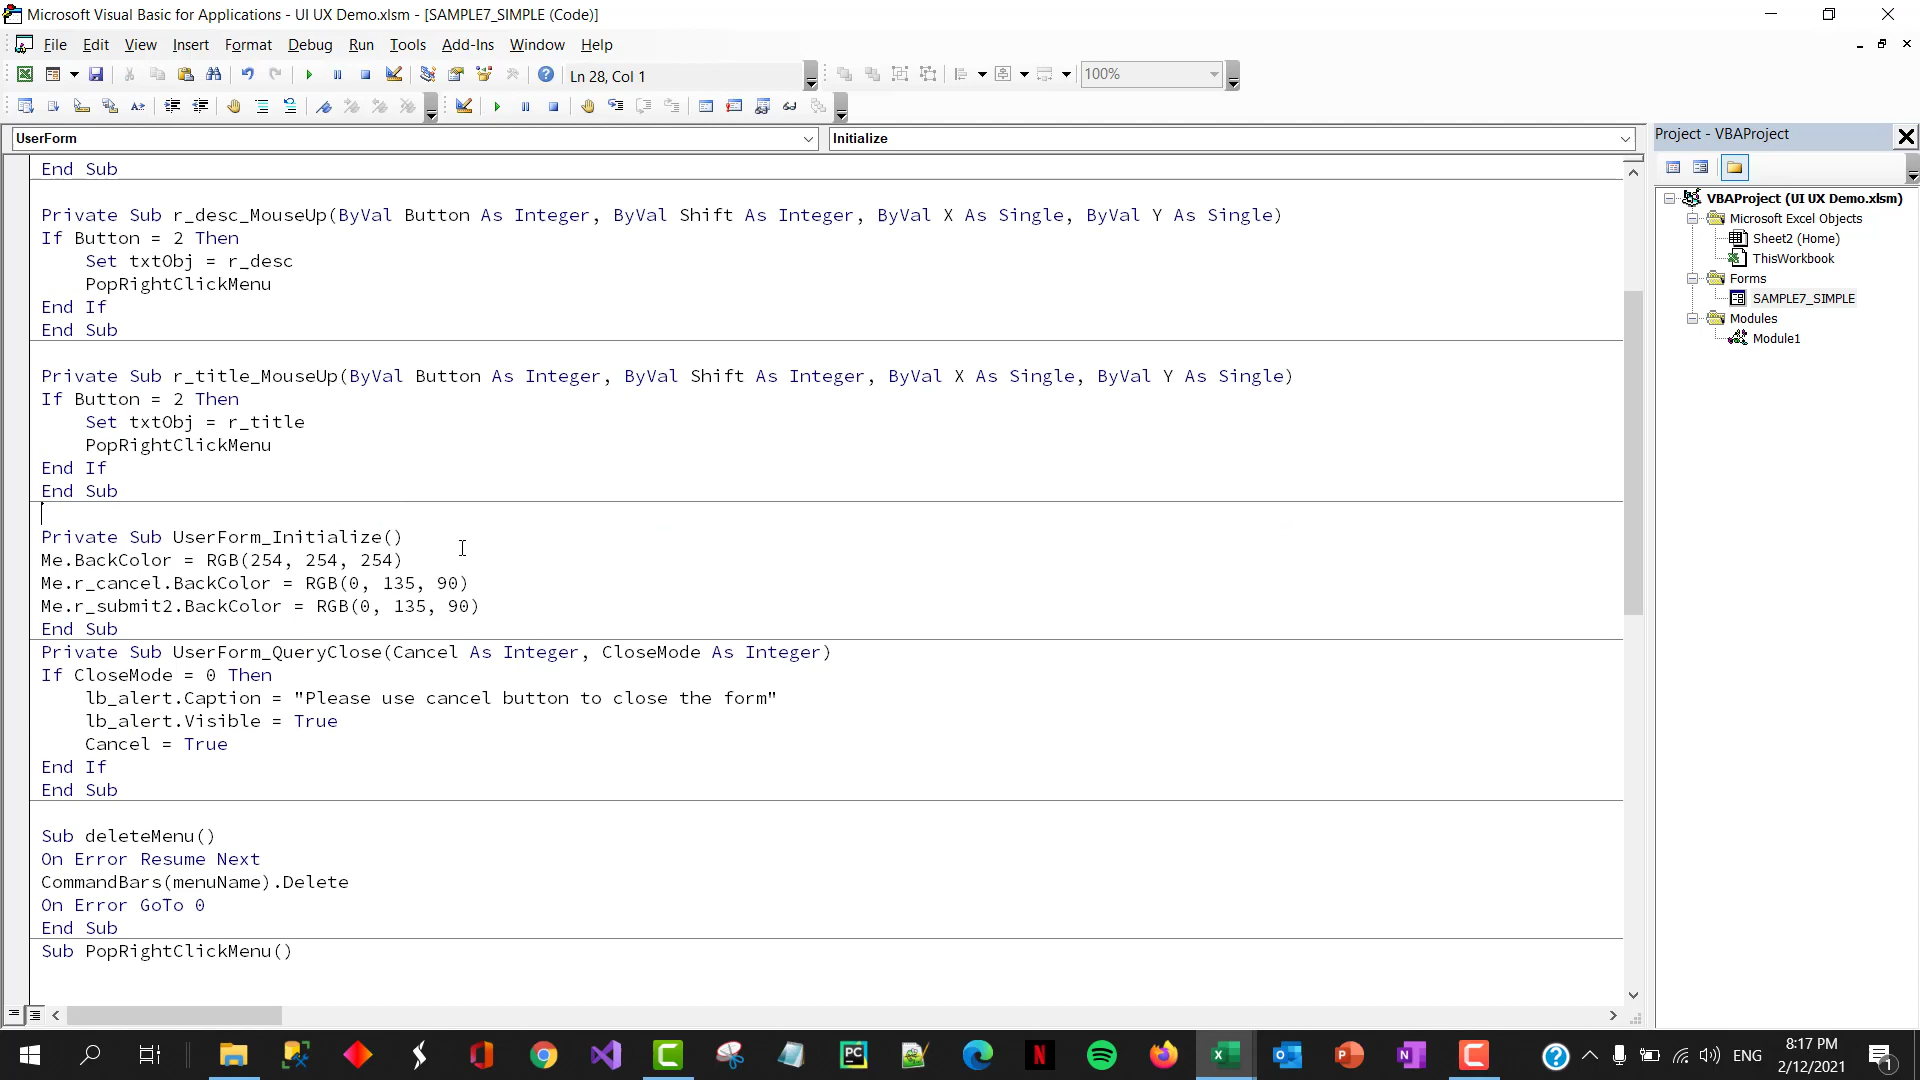 Microsoft Visual Basic for Applications - UI UX Demo.xlsm - [SAMPLE7_SIMPLE (Code)]
File Edit View Insert Format Debug Run Tools Add-Ins Window Help
Ln 28, Col 1
100%
UserForm
Initialize
End Sub
Private Sub r_desc_MouseUp(ByVal Button As Integer, ByVal Shift As Integer, ByVal X As Single, ByVal Y As Single)
If Button = 2 Then
Set txtObj = r_desc
PopRightClickMenu
End If
End Sub
Private Sub r_title_MouseUp(ByVal Button As Integer, ByVal Shift As Integer, ByVal X As Single, ByVal Y As Single)
If Button = 2 Then
Set txtObj = r_title
PopRightClickMenu
End If
End Sub
Private Sub UserForm_Initialize()
Me.BackColor = RGB(254, 254, 254)
Me.r_cancel.BackColor = RGB(0, 135, 90)
Me.r_submit2.BackColor = RGB(0, 135, 90)
End Sub
Private Sub UserForm_QueryClose(Cancel As Integer, CloseMode As Integer)
If CloseMode = 0 Then
lb_alert.Caption = "Please use cancel button to close the form"
lb_alert.Visible = True
Cancel = True
End If
End Sub
Sub deleteMenu()
On Error Resume Next
CommandBars(menuName).Delete
On Error GoTo 0
End Sub
Sub PopRightClickMenu()
Project - VBAProject
VBAProject (UI UX Demo.xlsm)
Microsoft Excel Objects
Sheet2 (Home)
ThisWorkbook
Forms
SAMPLE7_SIMPLE
Modules
Module1
ENG
8:17 PM
2/12/2021
1